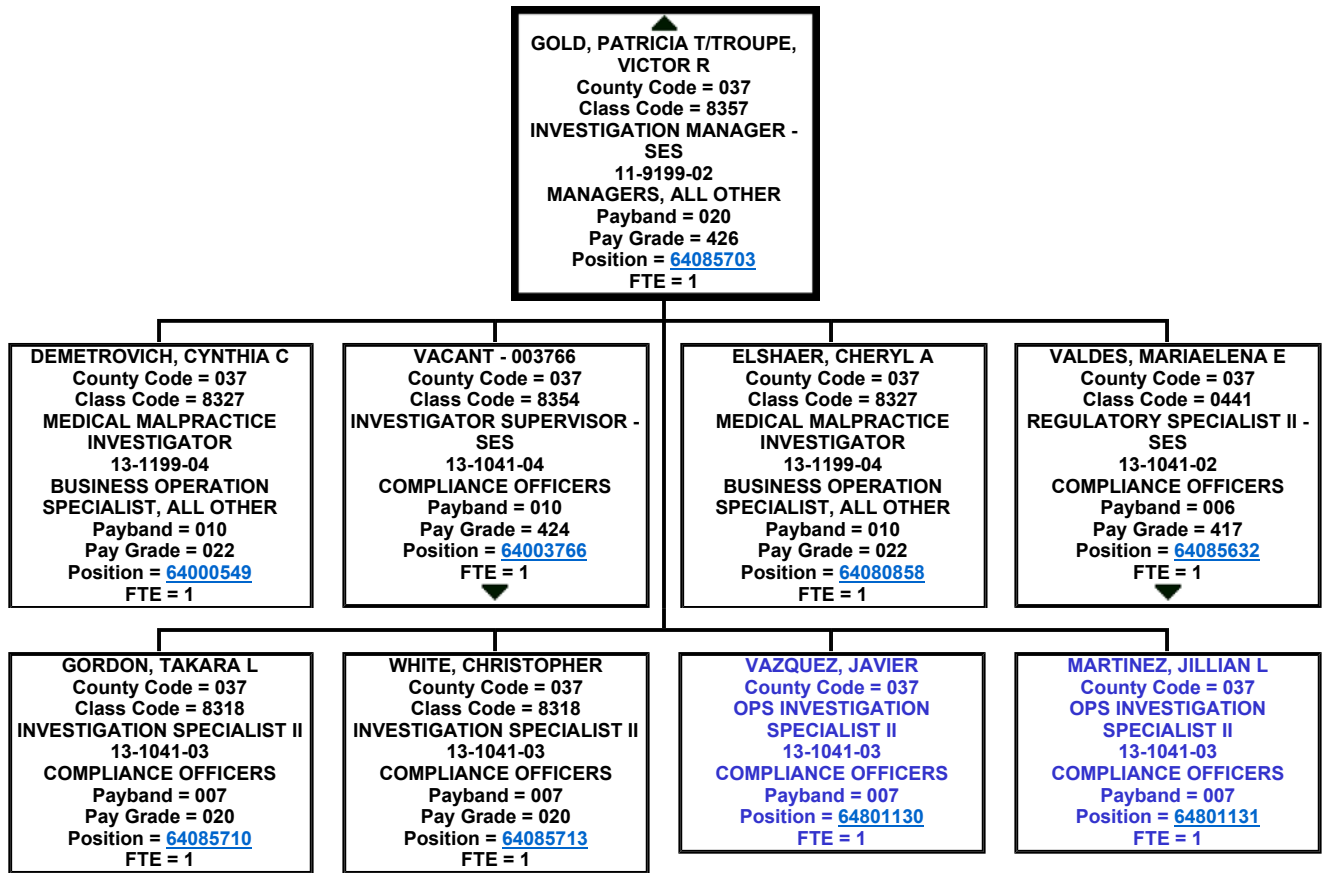 GOLD, PATRICIA T/TROUPE,
VICTOR R
County Code = 037
Class Code = 8357
INVESTIGATION MANAGER -
SES
11-9199-02
MANAGERS, ALL OTHER
Payband = 020
Pay Grade = 426
Position = 64085703
FTE = 1
DEMETROVICH, CYNTHIA C
County Code = 037
Class Code = 8327
MEDICAL MALPRACTICE
INVESTIGATOR
13-1199-04
BUSINESS OPERATION
SPECIALIST, ALL OTHER
Payband = 010
Pay Grade = 022
Position = 64000549
FTE = 1
VACANT - 003766
County Code = 037
Class Code = 8354
INVESTIGATOR SUPERVISOR -
SES
13-1041-04
COMPLIANCE OFFICERS
Payband = 010
Pay Grade = 424
Position = 64003766
FTE = 1
ELSHAER, CHERYL A
County Code = 037
Class Code = 8327
MEDICAL MALPRACTICE
INVESTIGATOR
13-1199-04
BUSINESS OPERATION
SPECIALIST, ALL OTHER
Payband = 010
Pay Grade = 022
Position = 64080858
FTE = 1
VALDES, MARIAELENA E
County Code = 037
Class Code = 0441
REGULATORY SPECIALIST II -
SES
13-1041-02
COMPLIANCE OFFICERS
Payband = 006
Pay Grade = 417
Position = 64085632
FTE = 1
GORDON, TAKARA L
County Code = 037
Class Code = 8318
INVESTIGATION SPECIALIST II
13-1041-03
COMPLIANCE OFFICERS
Payband = 007
Pay Grade = 020
Position = 64085710
FTE = 1
WHITE, CHRISTOPHER
County Code = 037
Class Code = 8318
INVESTIGATION SPECIALIST II
13-1041-03
COMPLIANCE OFFICERS
Payband = 007
Pay Grade = 020
Position = 64085713
FTE = 1
VAZQUEZ, JAVIER
County Code = 037
OPS INVESTIGATION
SPECIALIST II
13-1041-03
COMPLIANCE OFFICERS
Payband = 007
Position = 64801130
FTE = 1
MARTINEZ, JILLIAN L
County Code = 037
OPS INVESTIGATION
SPECIALIST II
13-1041-03
COMPLIANCE OFFICERS
Payband = 007
Position = 64801131
FTE = 1